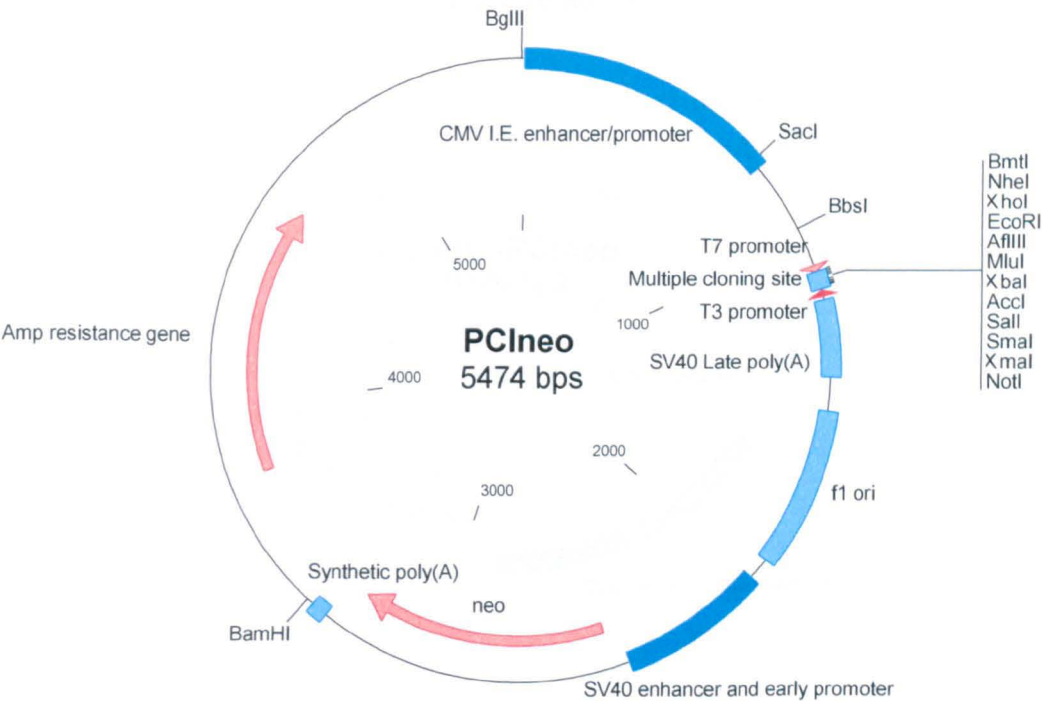 BglII
CMV I.E. enhancer/promoter
SacI
BbsI
BmtI
NheI
XhoI
EcoRI
AflIII
MluI
XbaI
AccI
SalI
SmaI
XmaI
NotI
T7 promoter
Multiple cloning site
T3 promoter
SV40 Late poly(A)
5000
1000
Amp resistance gene
PCIneo
5474 bps
4000
2000
3000
f1 ori
Synthetic poly(A)
neo
BamHI
SV40 enhancer and early promoter